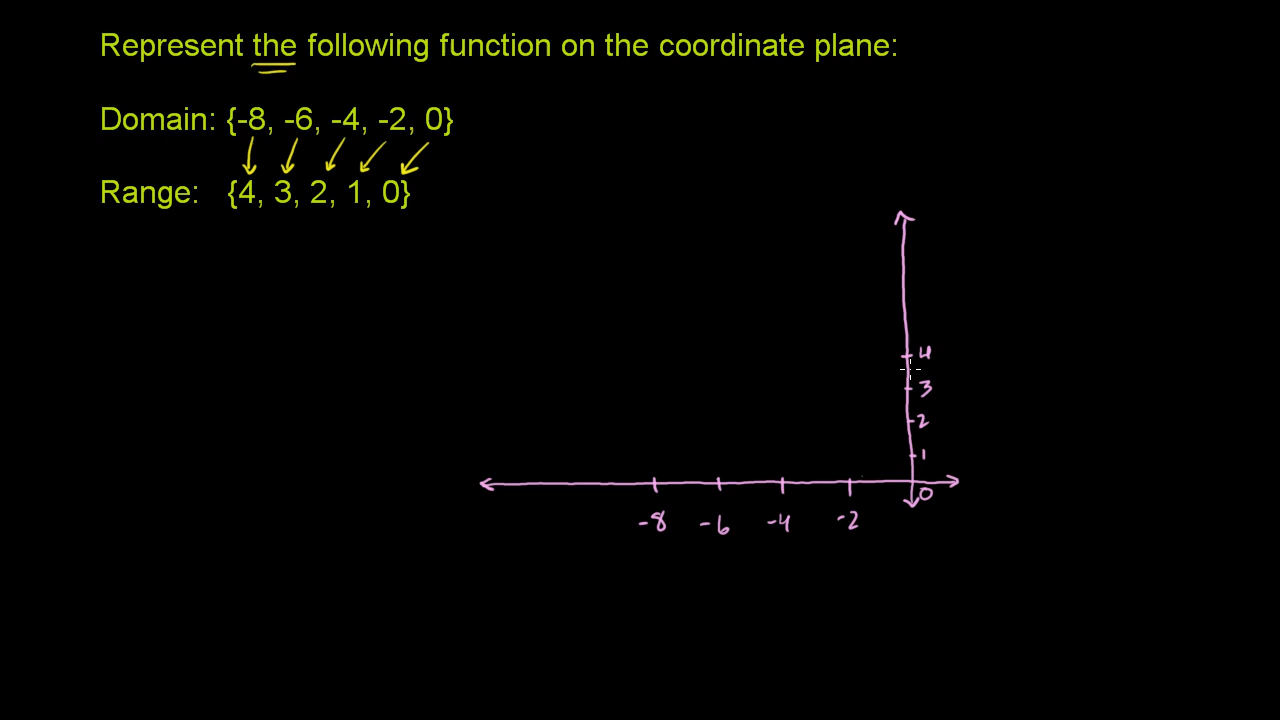 Represent the following function on the coordinate plane:
Domain: {-8, -6, -4, -2, 0}
Range: {4, 3, 2, 1, 0}
4
3
2
1
0
-8 -6 -4 -2